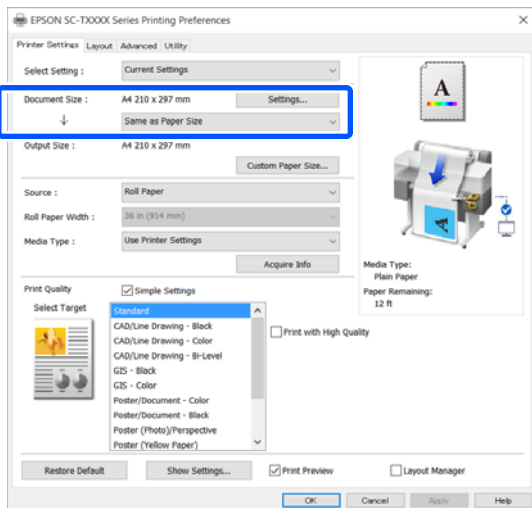 EPSON SC-TXXXX Series Printing Preferences
Printer Settings Layout Advanced Utility
Select Setting : Current Settings
Document Size : A4 210 x 297 mm Settings...
↓ Same as Paper Size
Output Size : A4 210 x 297 mm
Custom Paper Size...
Source : Roll Paper
Roll Paper Width : 36 in (914 mm)
Media Type : Use Printer Settings
Acquire Info
A
Media Type:
Plain Paper
Paper Remaining:
12 ft
Print Quality Simple Settings
Select Target
Standard
CAD/Line Drawing - Black
CAD/Line Drawing - Color
CAD/Line Drawing - Bi-Level
GIS - Black
GIS - Color
Poster/Document - Color
Poster/Document - Black
Poster (Photo)/Perspective
Poster (Yellow Paper)
Print with High Quality
Restore Default Show Settings... Print Preview Layout Manager
OK Cancel Apply Help